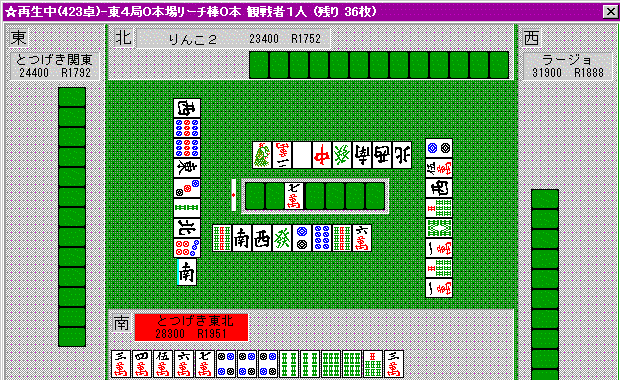 ★再生中(423卓)-東４局0本場リーチ棒0本 観戦者１人 (残り 36枚)
東
とつげき関東
24400 R1792
北
りんこ２
23400 R1752
西
ラージョ
31900 R1888
南
とつげき東北
28300 R1951